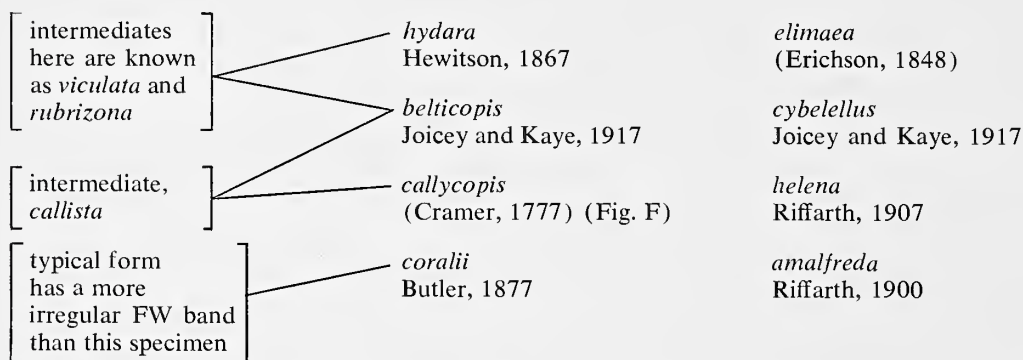 intermediates
here are known
as viculata and
rubrizona
intermediate,
callista
typical form
has a more
irregular FW band
than this specimen
hydara
Hewitson, 1867
belticopis
Joicey and Kaye, 1917
callycopis
(Cramer, 1777) (Fig. F)
coralii
Butler, 1877
elimaea
(Erichson, 1848)
cybelellus
Joicey and Kaye, 1917
helena
Riffarth, 1907
amalfreda
Riffarth, 1900